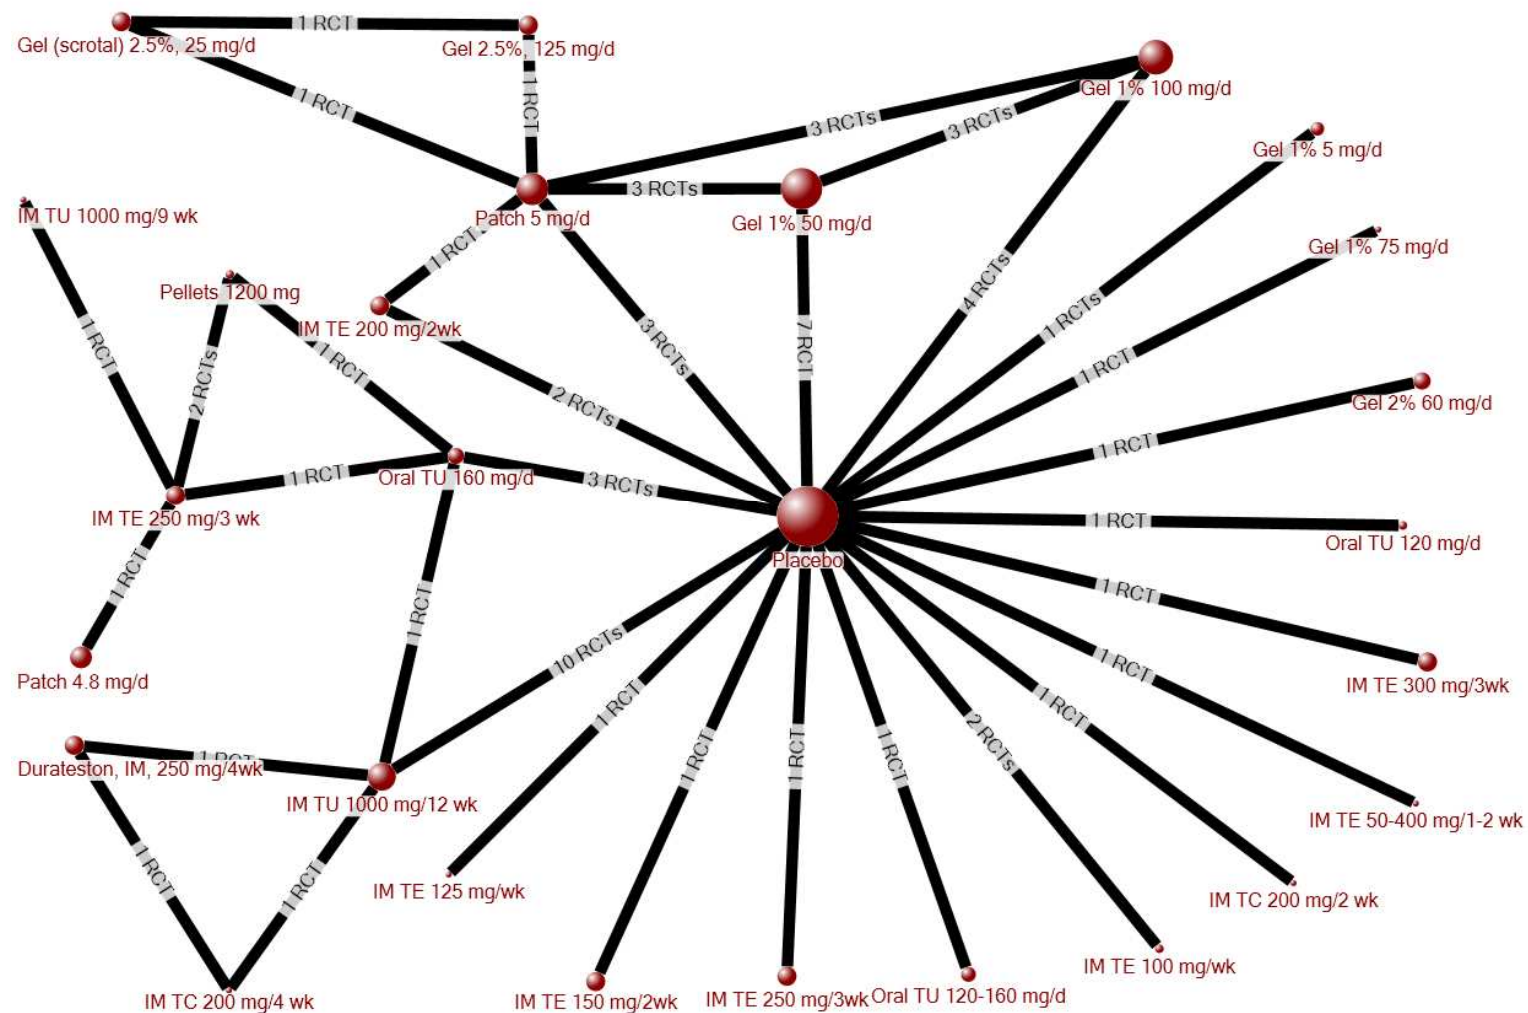 1 RCT
Gel (scrotal) 2.5%, 25 mg/d
Gel 2.5%, 125 mg/d
1 RCT
1 RCT
Gel 1% 100 mg/d
3 RCTs
3 RCTs
Gel 1% 5 mg/d
3 RCTs
IM TU 1000 mg/9 wk
Patch 5 mg/d
Gel 1% 50 mg/d
1 RCT
Gel 1% 75 mg/d
4 RCTs
Pellets 1200 mg
IM TE 200 mg/2wk
1 RCTs
1 RCT
1 RCT
3 RCTs
7 RCT
1 RCT
2 RCTs
2 RCTs
Gel 2% 60 mg/d
1 RCT
1 RCT
Oral TU 160 mg/d
3 RCTs
IM TE 250 mg/3 wk
1 RCT
Oral TU 120 mg/d
Placebo
1 RCT
1 RCT
1 RCT
10 RCTs
1 RCT
Patch 4.8 mg/d
IM TE 300 mg/3wk
1 RCT
1 RCT
2 RCTs
1 RCT
1 RCT
1 RCT
1 RCT
Durateston, IM, 250 mg/4wk
IM TU 1000 mg/12 wk
IM TE 50-400 mg/1-2 wk
1 RCT
1 RCT
IM TE 125 mg/wk
IM TC 200 mg/2 wk
IM TE 100 mg/wk
IM TC 200 mg/4 wk
IM TE 150 mg/2wk
IM TE 250 mg/3wk
Oral TU 120-160 mg/d